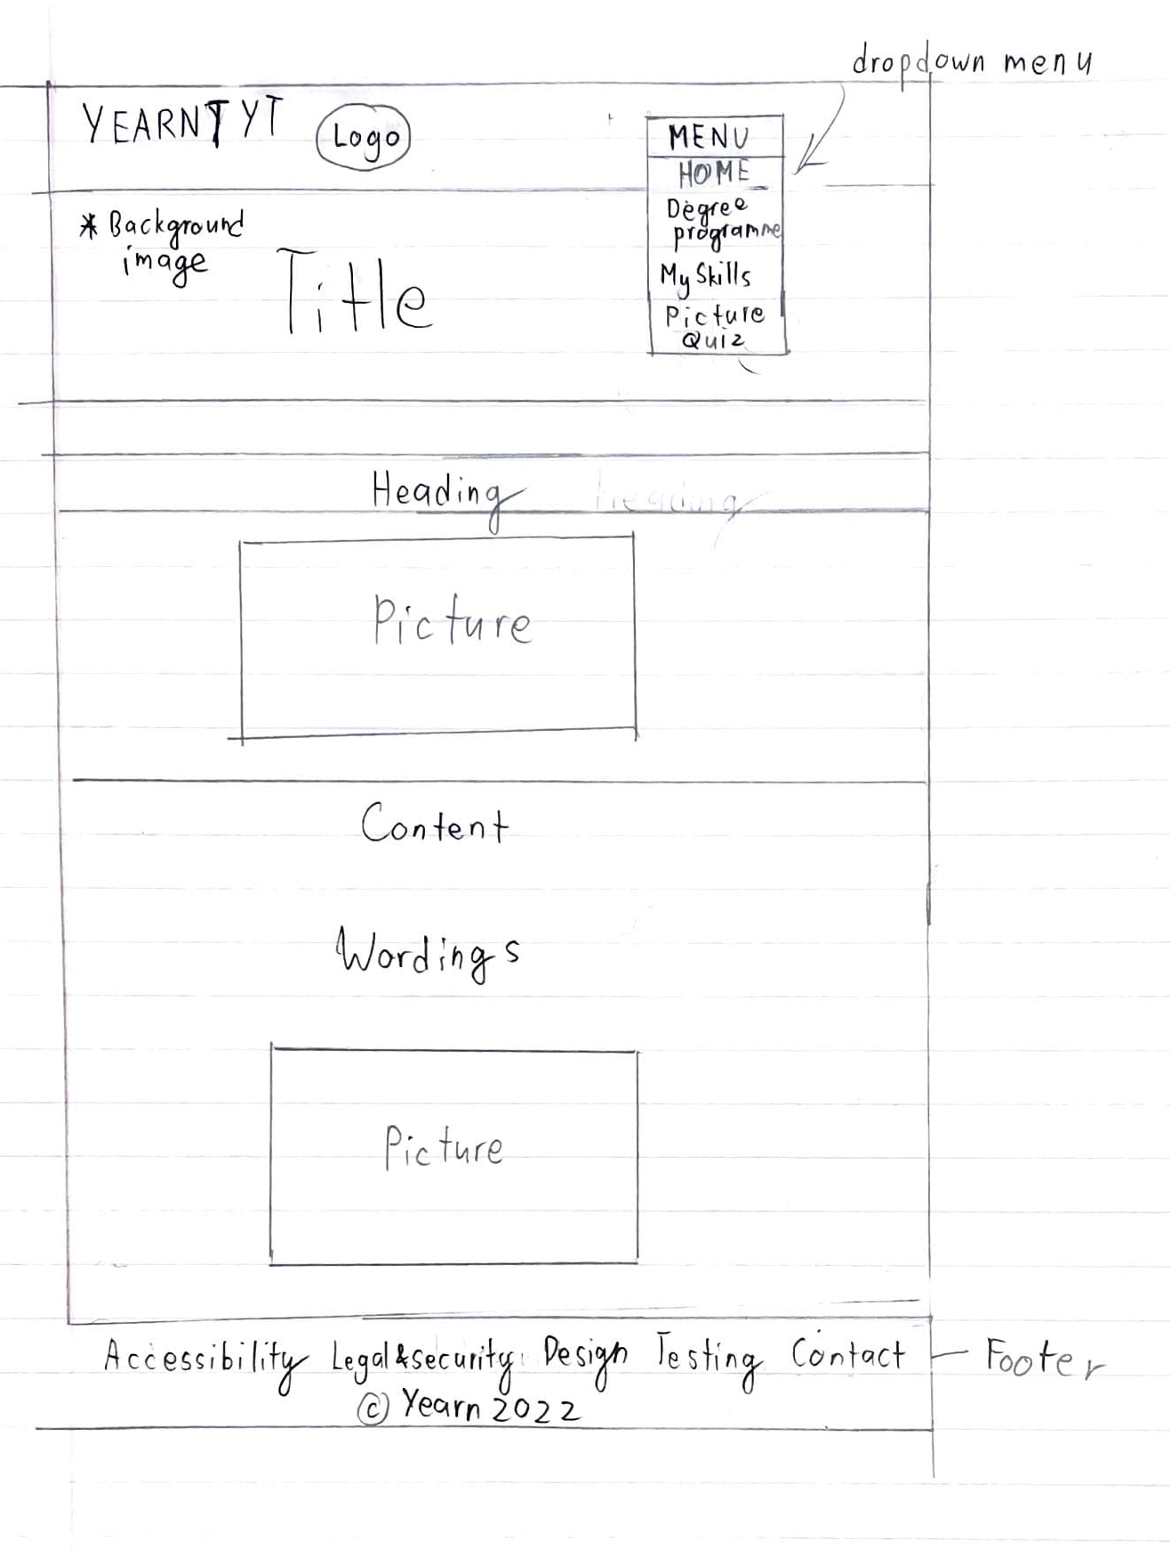 dropdown menu
YEARNTYT
Logo
MENU
HOME
Degree
programme
My Skills
Picture
Quiz
* Background
image
Title
Heading heading
Picture
Content
Wordings
Picture
Accessibility Legal&security Design Testing Contact
© Yearn 2022
Footer